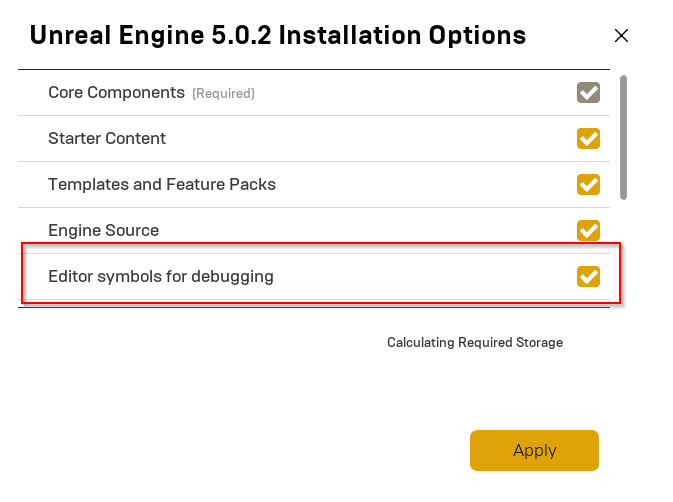 Unreal Engine 5.0.2 Installation Options
Core Components (Required)
Starter Content
Templates and Feature Packs
Engine Source
Editor symbols for debugging
Calculating Required Storage
Apply